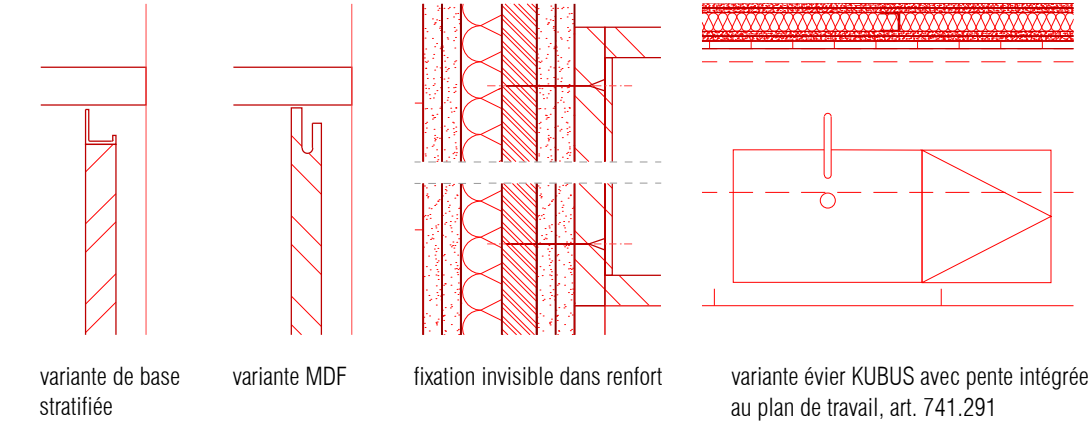 variante de base
stratifiée
variante MDF
fixation invisible dans renfort
variante évier KUBUS avec pente intégrée
au plan de travail, art. 741.291